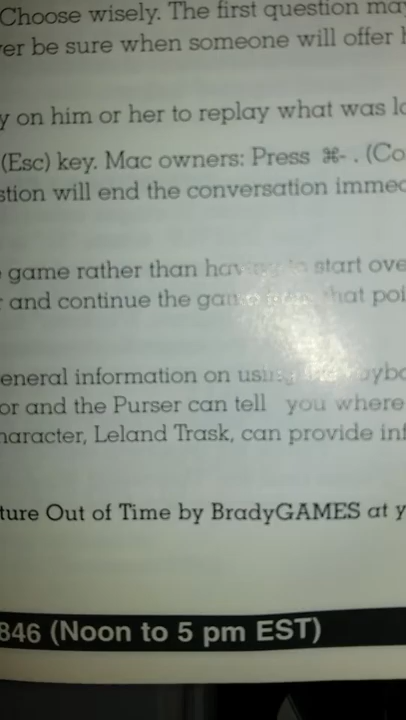 Choose wisely. The first question may
er be sure when someone will offer
y on him or her to replay what was lo
(Esc) key. Mac owners: Press ⌘- . (Co
stion will end the conversation immed
game rather than having to start ove
and continue the game from that poi
eneral information on using the keybo
or and the Purser can tell you where
haracter, Leland Trask, can provide inf
ture Out of Time by BradyGAMES at y
846 (Noon to 5 pm EST)